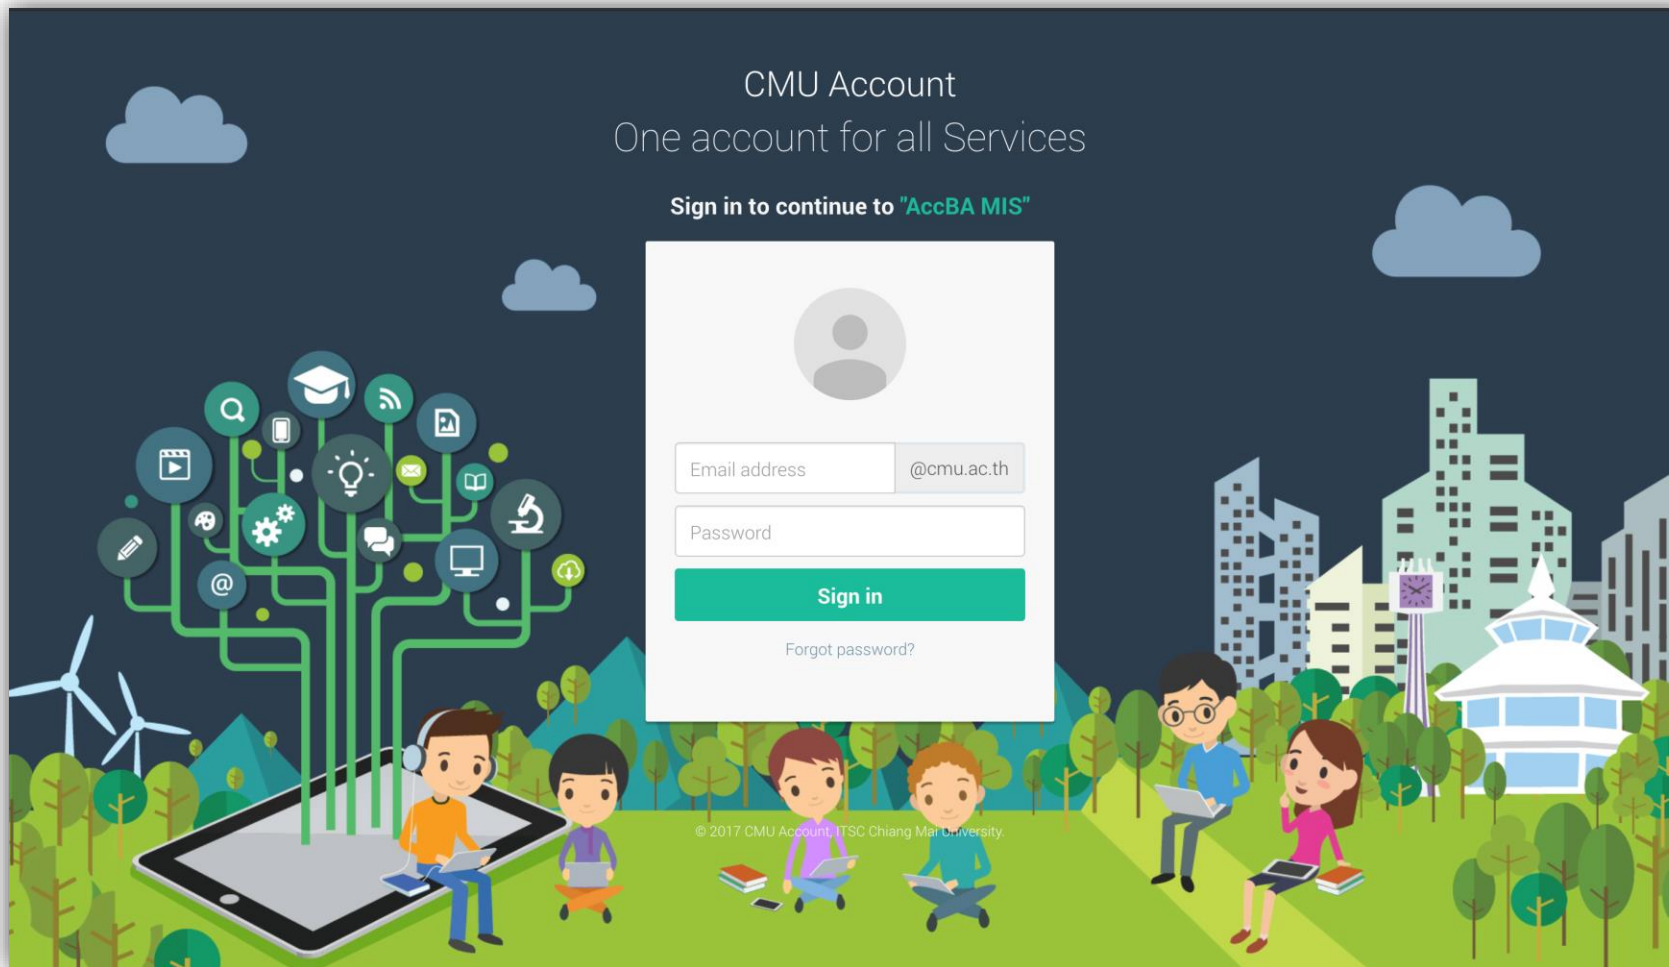 CMU Account
One account for all Services
Sign in to continue to "AccBA MIS"
Email address @cmu.ac.th
Password
Sign in
Forgot password?
@
© 2017 CMU Account, ITSC Chiang Mai University.